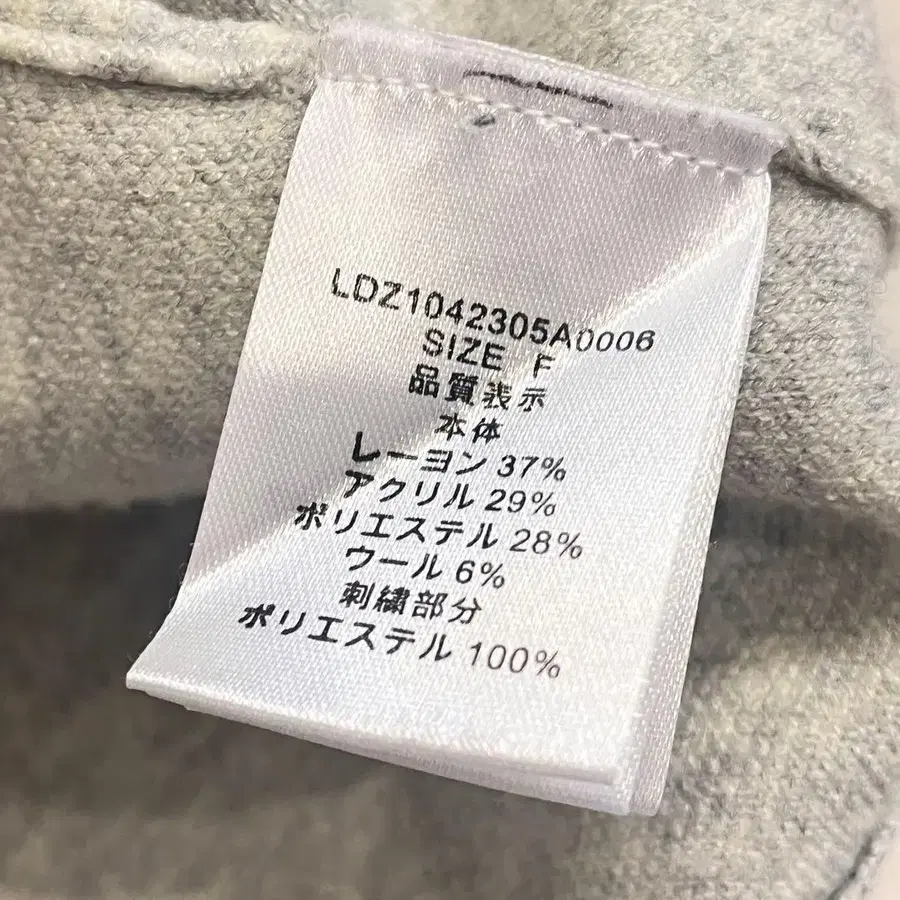 LDZ1042305A0006
SIZE F
品質表示
本体
レーヨン 37%
アクリル 29%
ポリエステル 28%
ウール 6%
刺繍部分
ポリエステル 100%